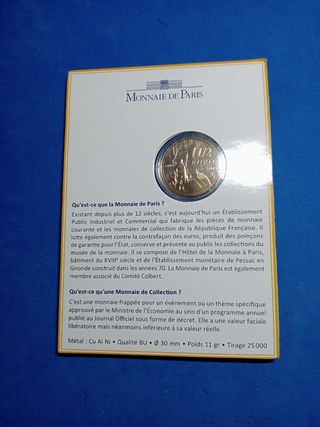 MONNAIE DE PARIS
1 1/2
EURO
Qu'est-ce que la Monnaie de Paris ?
Existant depuis plus de 12 siècles, c'est aujourd'hui un Établissement
Public Industriel et Commercial qui fabrique les pièces de monnaie
courante et les monnaies de collection de la République Française. Il
lutte également contre la contrefaçon des euros, produit des poinçons
de garantie pour l'État, conserve et présente au public les collections du
musée de la monnaie. Il se compose de l'Hôtel de la Monnaie à Paris,
bâtiment du XVIIIe siècle et de l'Établissement monétaire de Pessac en
Gironde construit dans les années 70. La Monnaie de Paris est également
membre associé du Comité Colbert.
Qu'est-ce qu'une Monnaie de Collection ?
C'est une monnaie frappée pour un événement ou un thème spécifique
approuvé par le Ministre de l'Économie au sein d'un programme annuel
publié au Journal Officiel sous forme de décret. Elle a une valeur faciale
libératoire mais néanmoins inférieure à sa valeur réelle.
Métal : Cu Al Ni • Qualité BU • Ø 30 mm • Poids 11 gr • Tirage 25 000